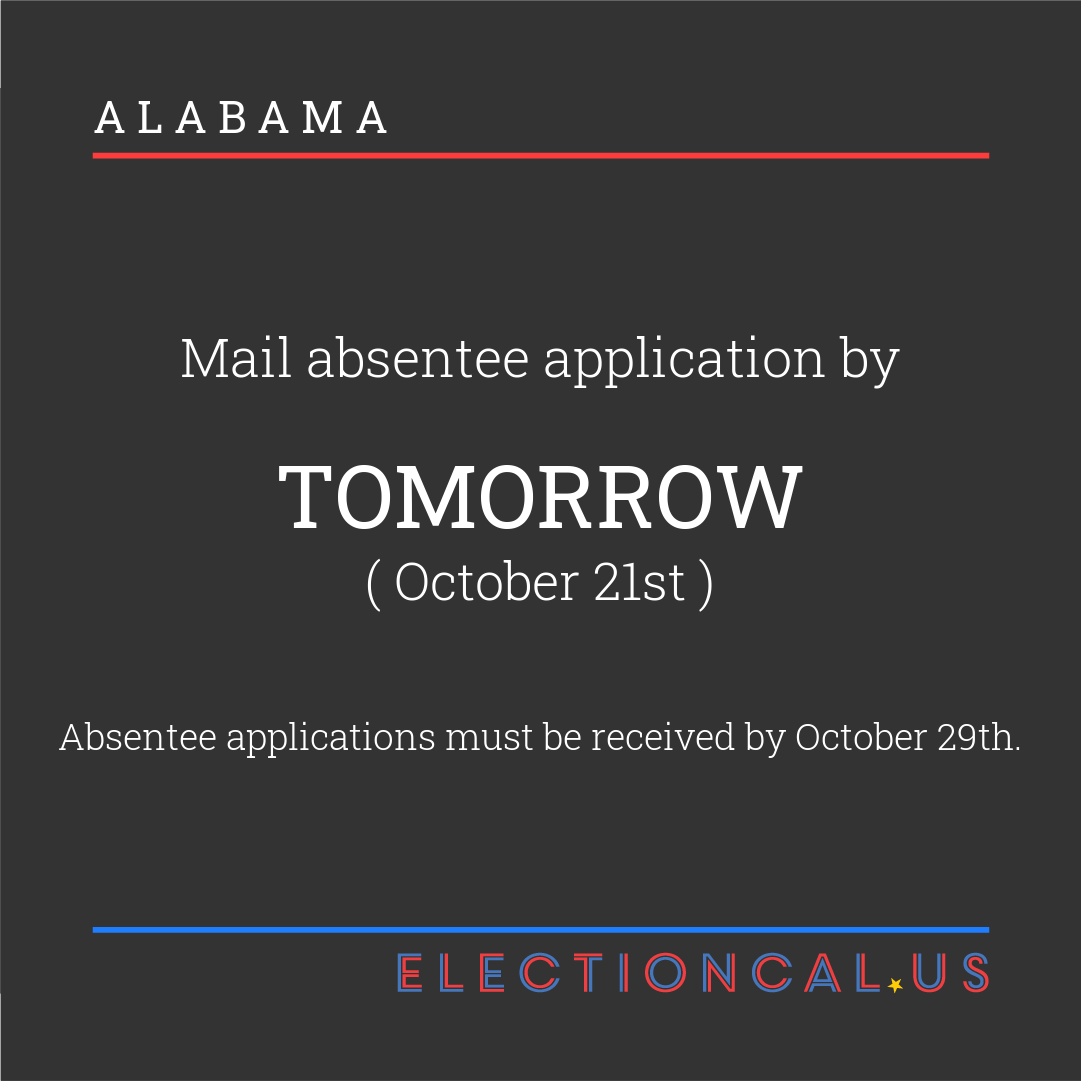 ALABAMA
Mail absentee application by
TOMORROW
( October 21st )
Absentee applications must be received by October 29th.
ELECTIONCAL.US